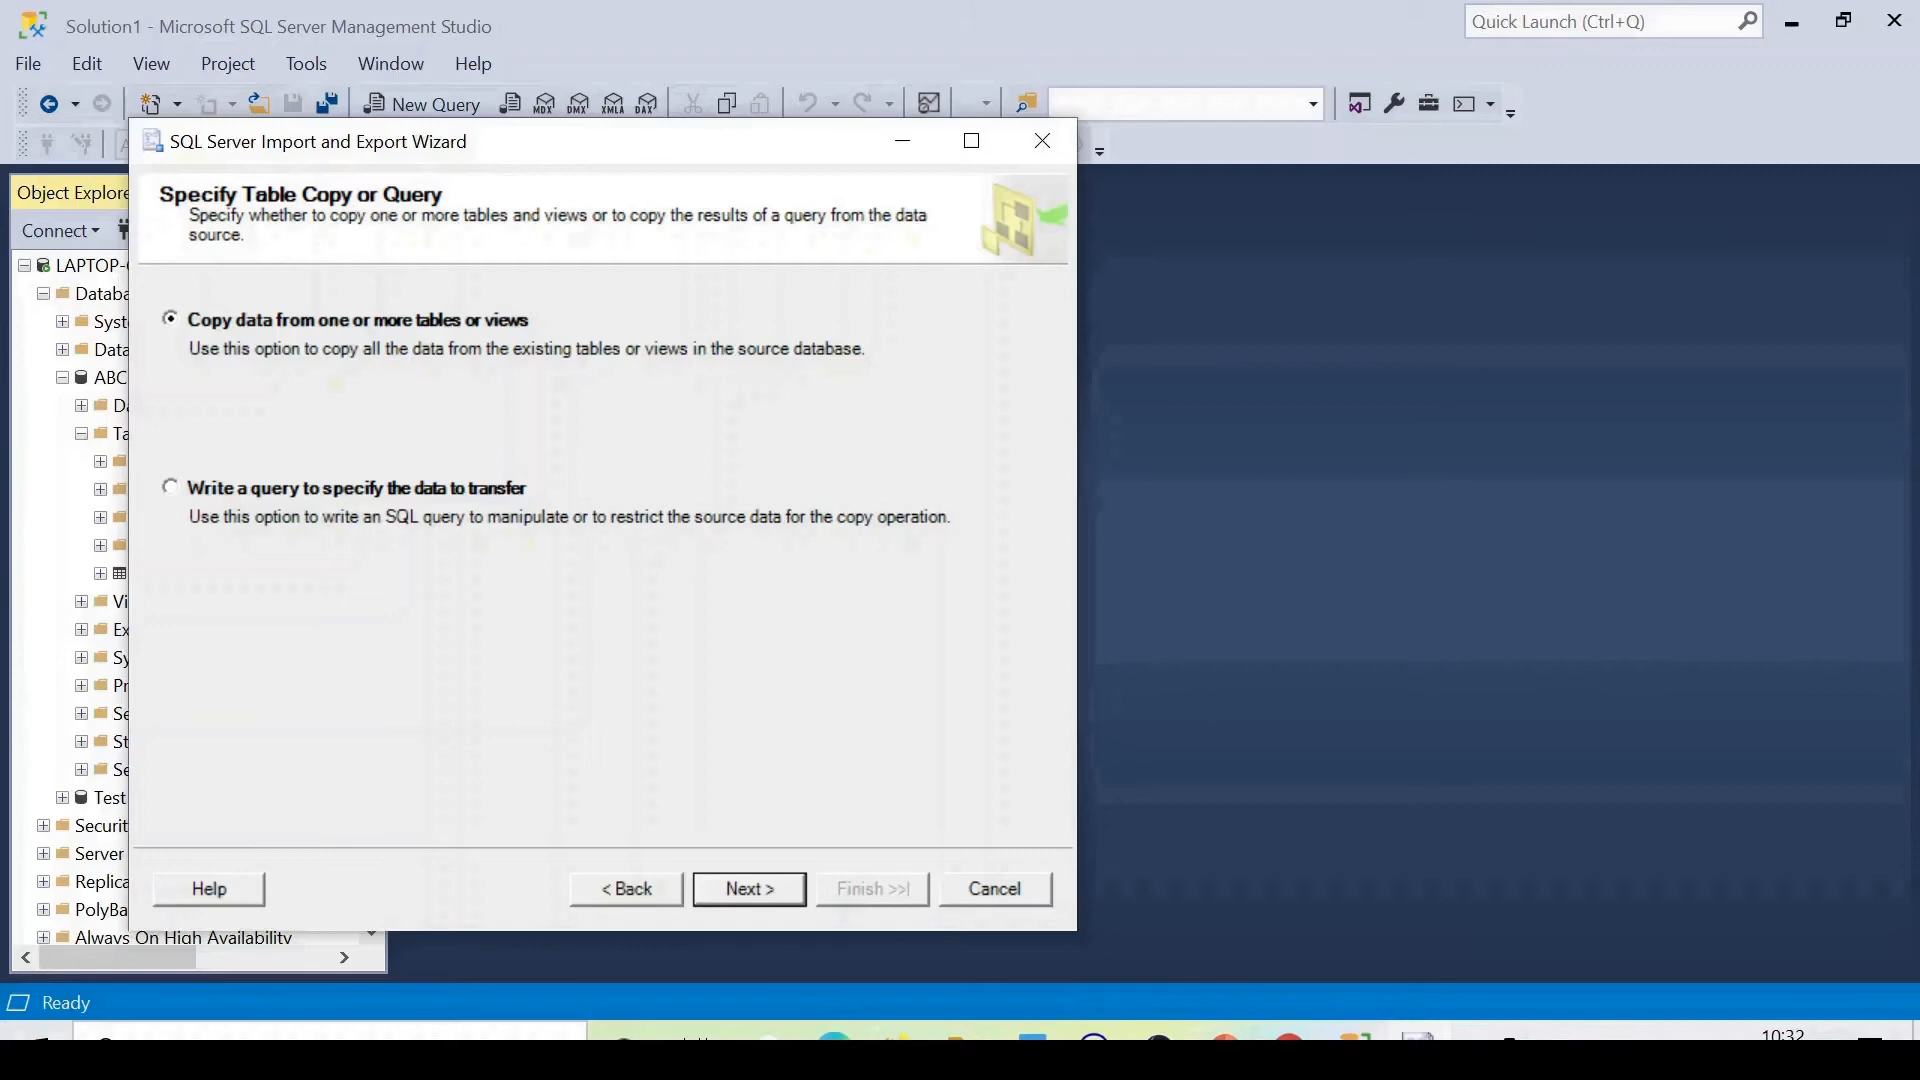 Solution1 - Microsoft SQL Server Management Studio
Quick Launch (Ctrl+Q)
File Edit View Project Tools Window Help
New Query MDX DMX XMLA DAX
SQL Server Import and Export Wizard
Object Explore
Connect
Specify Table Copy or Query
Specify whether to copy one or more tables and views or to copy the results of a query from the data
source.
LAPTOP-
Databa
Syst
Data
ABC
Da
Ta
Vi
Ex
Sy
Pr
Se
St
Se
Test
Securit
Server
Replica
PolyBa
Always On High Availability
Copy data from one or more tables or views
Use this option to copy all the data from the existing tables or views in the source database.
Write a query to specify the data to transfer
Use this option to write an SQL query to manipulate or to restrict the source data for the copy operation.
Help < Back Next > Finish >>| Cancel
Ready
10:32